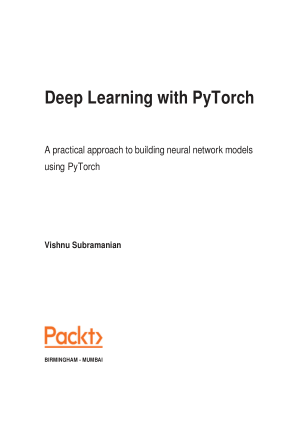 Deep Learning with PyTorch
A practical approach to building neural network models
using PyTorch
Vishnu Subramanian
Packt>
BIRMINGHAM - MUMBAI